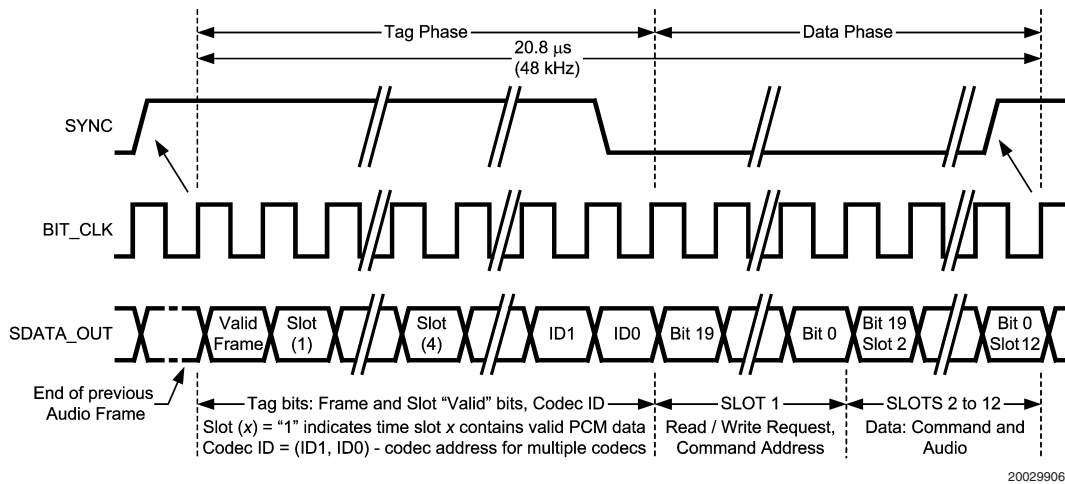 Tag Phase
Data Phase
20.8 μs
(48 kHz)
SYNC
BIT_CLK
SDATA_OUT
Valid
Frame
Slot
(1)
Slot
(4)
ID1
ID0
Bit 19
Bit 0
Bit 19
Slot 2
Bit 0
Slot 12
End of previous
Audio Frame
Tag bits: Frame and Slot “Valid” bits, Codec ID
Slot (x) = “1” indicates time slot x contains valid PCM data
Codec ID = (ID1, ID0) - codec address for multiple codecs
SLOT 1
Read / Write Request,
Command Address
SLOTS 2 to 12
Data: Command and
Audio
20029906